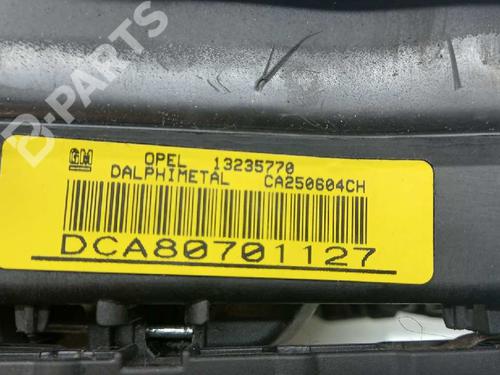 B-PARTS
GM OPEL 13235770
DALPHIMETAL CA250604CH
DCA80701127